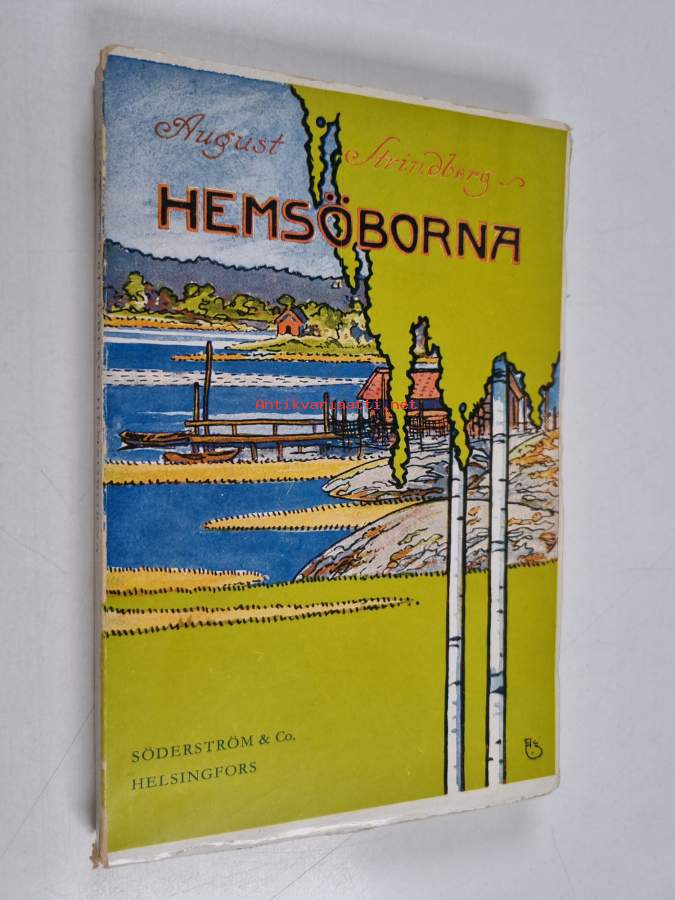 August Strindberg
HEMSÖBORNA
Antikvariaatti.net
SÖDERSTRÖM & Co.
HELSINGFORS